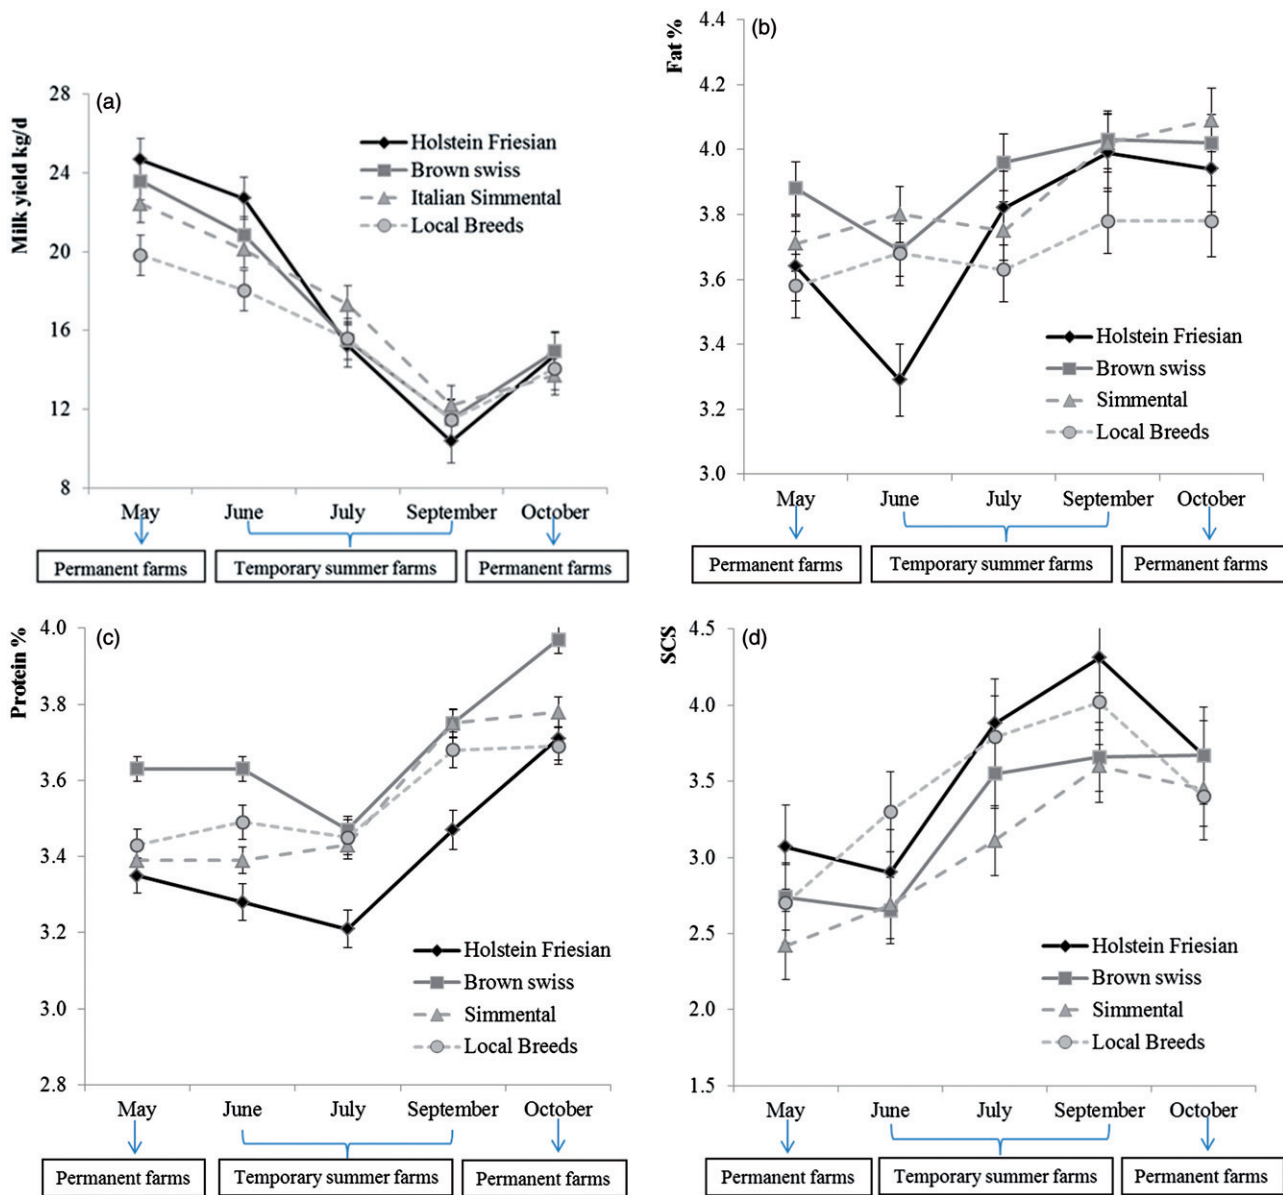 (a)
Milk yield kg/d
28
24
20
16
12
8
Holstein Friesian
Brown swiss
Italian Simmental
Local Breeds
May June July September October
Permanent farms Temporary summer farms Permanent farms
(b)
Fat %
4.4
4.2
4.0
3.8
3.6
3.4
3.2
3.0
Holstein Friesian
Brown swiss
Simmental
Local Breeds
May June July September October
Permanent farms Temporary summer farms Permanent farms
(c)
Protein %
4.0
3.8
3.6
3.4
3.2
3.0
2.8
Holstein Friesian
Brown swiss
Simmental
Local Breeds
May June July September October
Permanent farms Temporary summer farms Permanent farms
(d)
SCS
4.5
4.0
3.5
3.0
2.5
2.0
1.5
Holstein Friesian
Brown swiss
Simmental
Local Breeds
May June July September October
Permanent farms Temporary summer farms Permanent farms